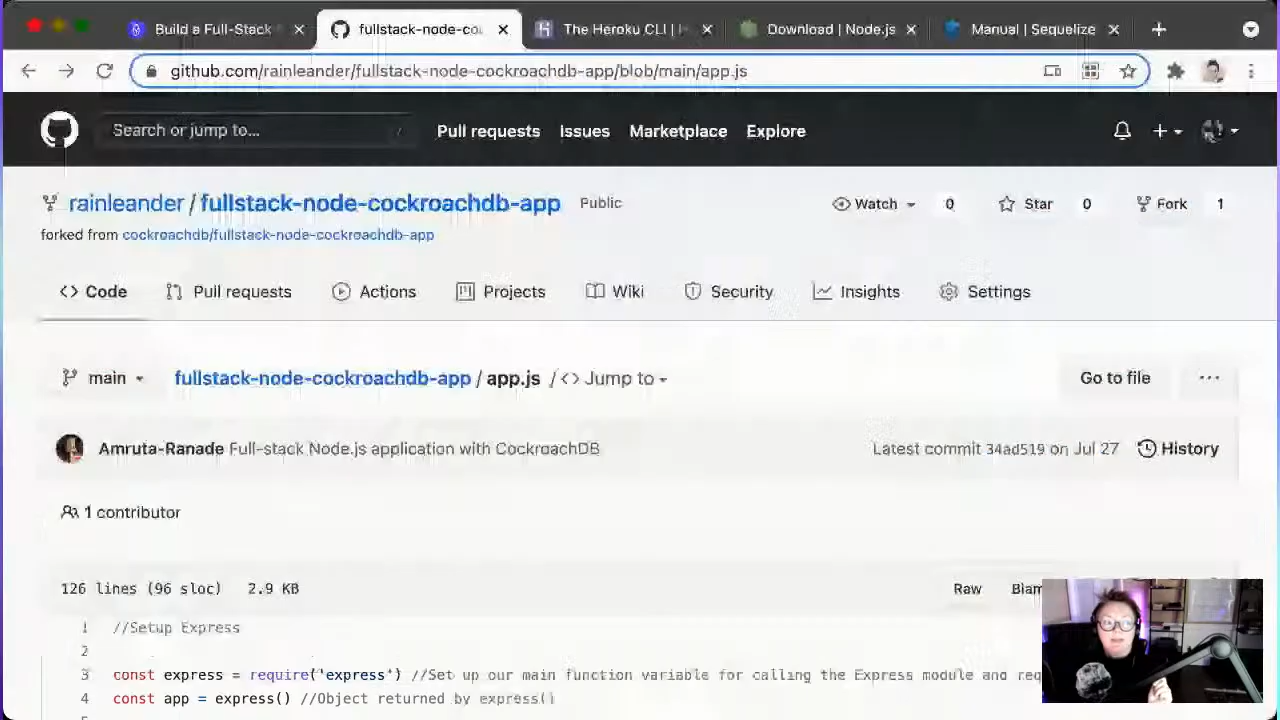 Build a Full-Stack
fullstack-node-co
The Heroku CLI |
Download | Node.js
Manual | Sequelize
github.com/rainleander/fullstack-node-cockroachdb-app/blob/main/app.js
Search or jump to... /
Pull requests Issues Marketplace Explore
rainleander / fullstack-node-cockroachdb-app Public
Watch 0 Star 0 Fork 1
forked from cockroachdb/fullstack-node-cockroachdb-app
<> Code Pull requests Actions Projects Wiki Security Insights Settings
main fullstack-node-cockroachdb-app / app.js / <> Jump to
Go to file ...
Amruta-Ranade Full-stack Node.js application with CockroachDB
Latest commit 34ad519 on Jul 27 History
1 contributor
126 lines (96 sloc) 2.9 KB
Raw Blam
1 //Setup Express
2
3 const express = require('express') //Set up our main function variable for calling the Express module and req
4 const app = express() //Object returned by express()